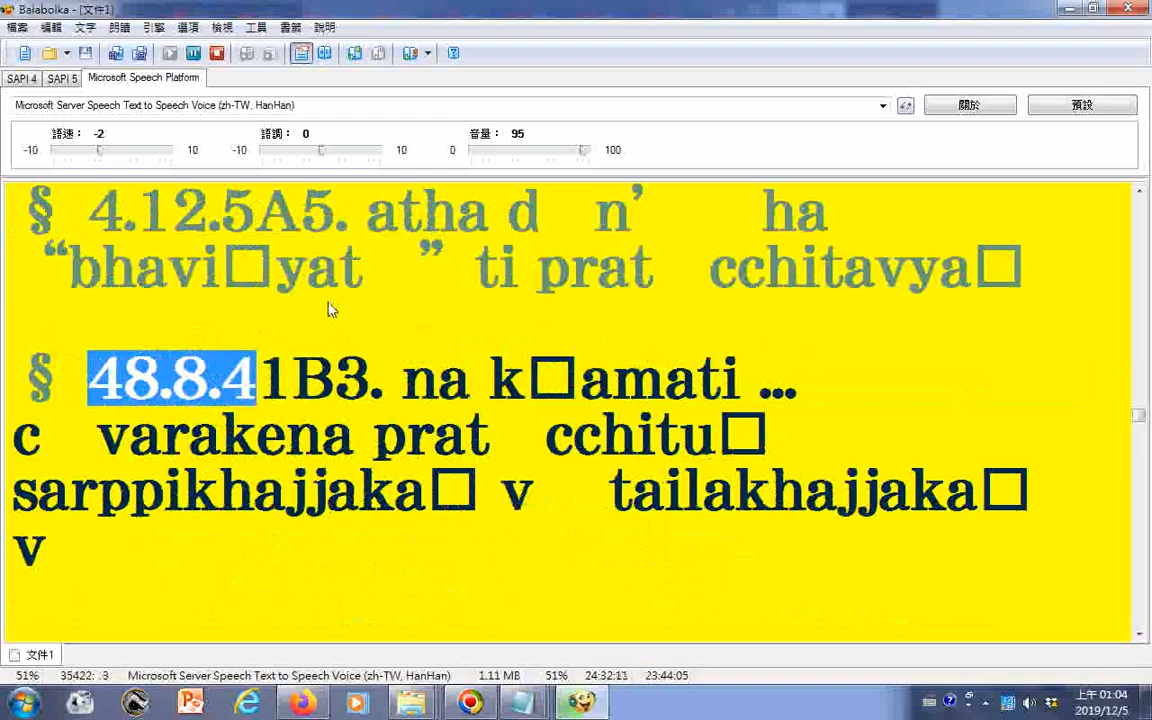 Balabolka - [文件1]
檔案 編輯 文字 朗讀 引擎 選項 檢視 工具 書籤 說明
SAPI 4 SAPI 5 Microsoft Speech Platform
Microsoft Server Speech Text to Speech Voice (zh-TW, HanHan) 關於 預設
語速： -2 語調： 0 音量： 95
-10 10 -10 10 0 100
§ 4.12.5A5. atha d n’ ha
“bhavi□yat ” ti prat cchitavya□
§ 48.8.41B3. na k□amati ...
c varakena prat cchitu□
sarppikhajjaka□ v tailakhajjaka□
v
文件1
51% 35422: .3 Microsoft Server Speech Text to Speech Voice (zh-TW, HanHan) 1.11 MB 51% 24:32:11 23:44:05
上午 01:04
2019/12/5